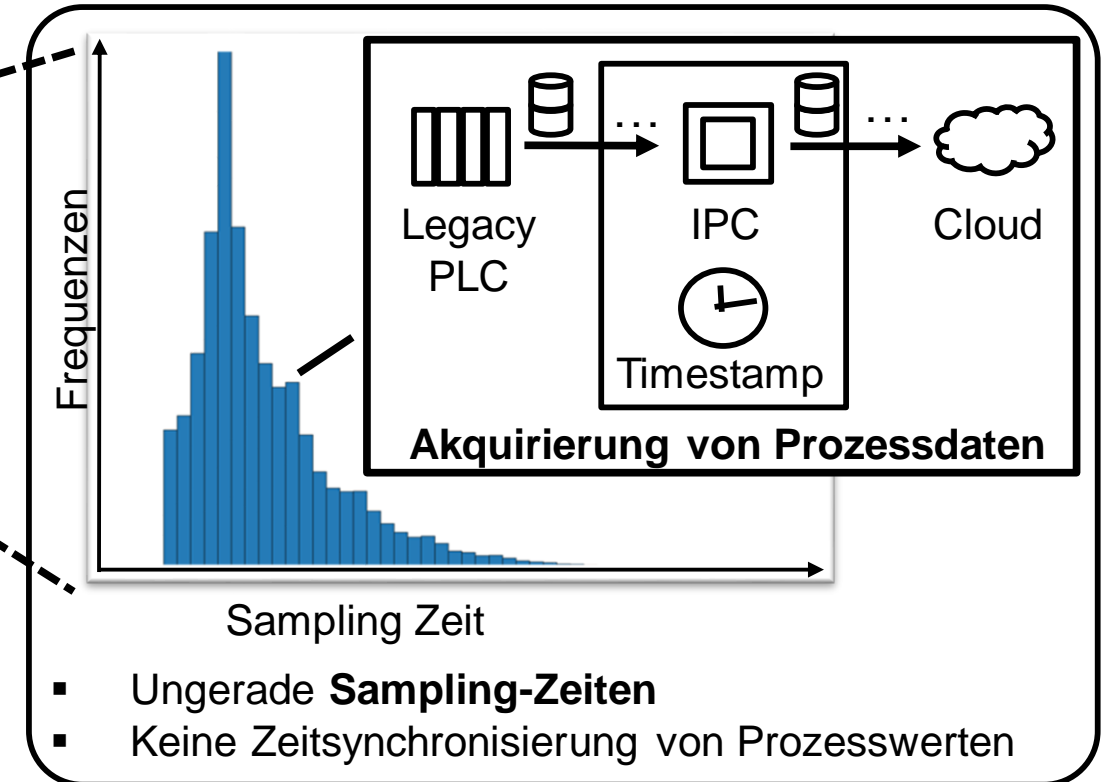 Frequenzen
...
...
Legacy
PLC
IPC
Cloud
Timestamp
Akquirierung von Prozessdaten
Sampling Zeit
▪ Ungerade Sampling-Zeiten
▪ Keine Zeitsynchronisierung von Prozesswerten